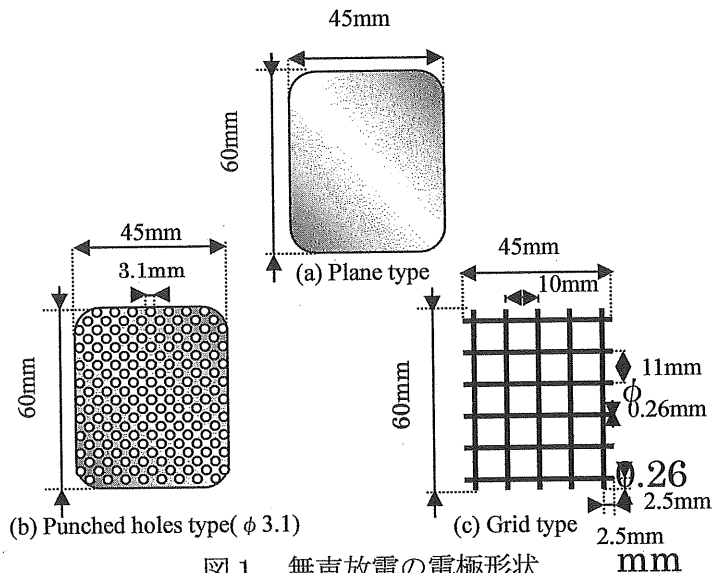 45mm
60mm
(a) Plane type
45mm
3.1mm
60mm
(b) Punched holes type( ϕ 3.1)
45mm
10mm
60mm
11mm
ϕ
0.26mm
0.26
2.5mm
2.5mm
mm
(c) Grid type
図1 無声放電の電極形状